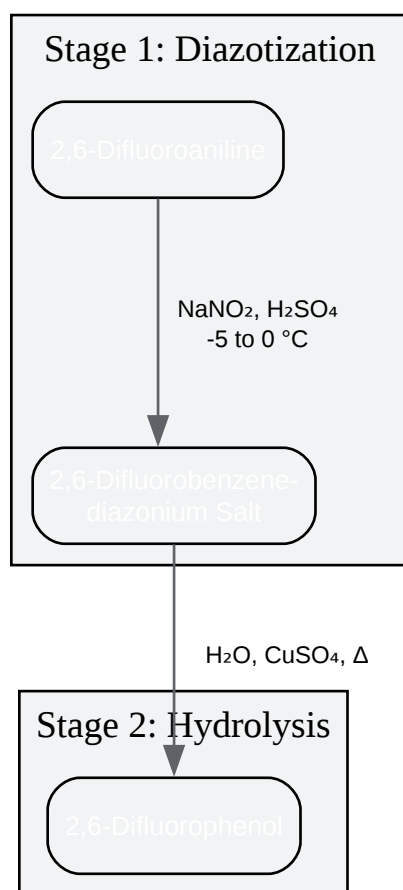 Stage 1: Diazotization
2,6-Difluoroaniline
NaNO₂, H₂SO₄
-5 to 0 °C
2,6-Difluorobenzene-
diazonium Salt
H₂O, CuSO₄, Δ
Stage 2: Hydrolysis
2,6-Difluorophenol